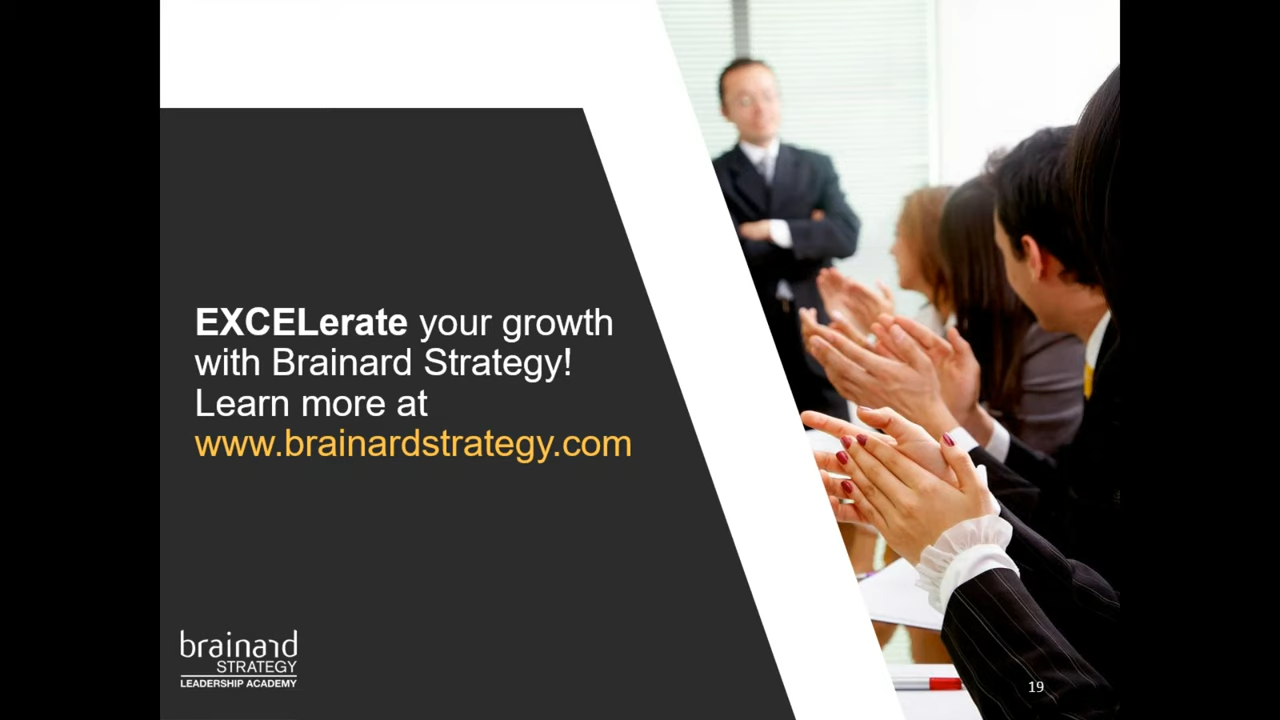 EXCELerate your growth
with Brainard Strategy!
Learn more at
www.brainardstrategy.com
brainard
STRATEGY
LEADERSHIP ACADEMY
19